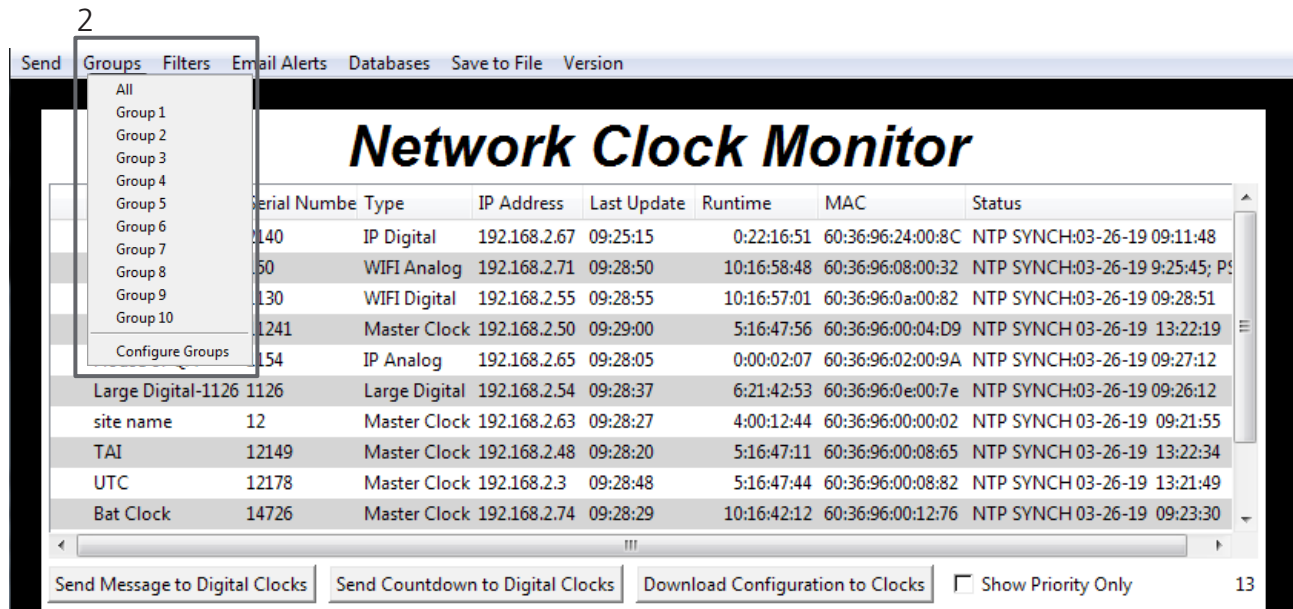 2
Send Groups Filters Email Alerts Databases Save to File Version
All
Group 1
Group 2
Group 3
Group 4
Group 5
Group 6
Group 7
Group 8
Group 9
Group 10
Configure Groups
Network Clock Monitor
Serial Numbe Type IP Address Last Update Runtime MAC Status
2140 IP Digital 192.168.2.67 09:25:15 0:22:16:51 60:36:96:24:00:8C NTP SYNCH:03-26-19 09:11:48
WIFI Analog 192.168.2.71 09:28:50 10:16:58:48 60:36:96:08:00:32 NTP SYNCH:03-26-19 9:25:45; PS
130 WIFI Digital 192.168.2.55 09:28:55 10:16:57:01 60:36:96:0a:00:82 NTP SYNCH:03-26-19 09:28:51
1241 Master Clock 192.168.2.50 09:29:00 5:16:47:56 60:36:96:00:04:D9 NTP SYNCH 03-26-19 13:22:19
154 IP Analog 192.168.2.65 09:28:05 0:00:02:07 60:36:96:02:00:9A NTP SYNCH:03-26-19 09:27:12
Large Digital-1126 1126 Large Digital 192.168.2.54 09:28:37 6:21:42:53 60:36:96:0e:00:7e NTP SYNCH:03-26-19 09:26:12
site name 12 Master Clock 192.168.2.63 09:28:27 4:00:12:44 60:36:96:00:00:02 NTP SYNCH 03-26-19 09:21:55
TAI 12149 Master Clock 192.168.2.48 09:28:20 5:16:47:11 60:36:96:00:08:65 NTP SYNCH 03-26-19 13:22:34
UTC 12178 Master Clock 192.168.2.3 09:28:48 5:16:47:44 60:36:96:00:08:82 NTP SYNCH 03-26-19 13:21:49
Bat Clock 14726 Master Clock 192.168.2.74 09:28:29 10:16:42:12 60:36:96:00:12:76 NTP SYNCH 03-26-19 09:23:30
Send Message to Digital Clocks Send Countdown to Digital Clocks Download Configuration to Clocks Show Priority Only 13